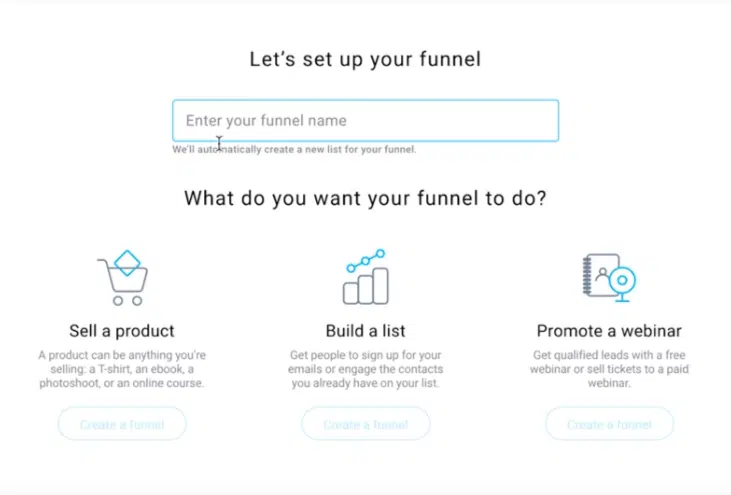 Let's set up your funnel
Enter your funnel name
We'll automatically create a new list for your funnel.
What do you want your funnel to do?
Sell a product
A product can be anything you're
selling: a T-shirt, an ebook, a
photoshoot, or an online course.
Create a funnel
Build a list
Get people to sign up for your
emails or engage the contacts
you already have on your list.
Create a funnel
Promote a webinar
Get qualified leads with a free
webinar or sell tickets to a paid
webinar.
Create a funnel